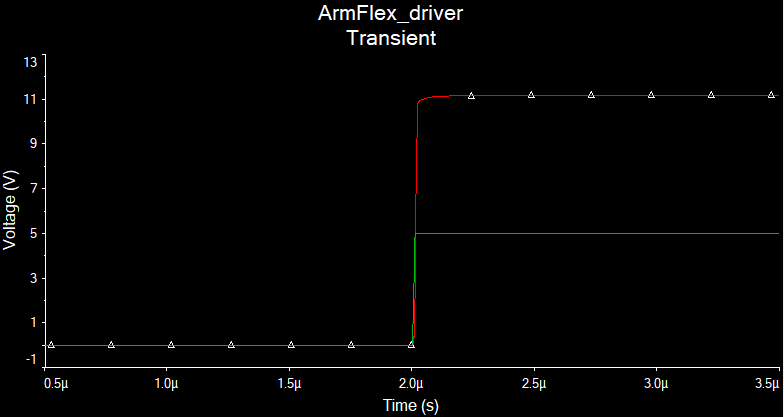 ArmFlex_driver
Transient
13
11
9
7
5
3
1
-1
Voltage (V)
0.5µ 1.0µ 1.5µ 2.0µ 2.5µ 3.0µ 3.5µ
Time (s)